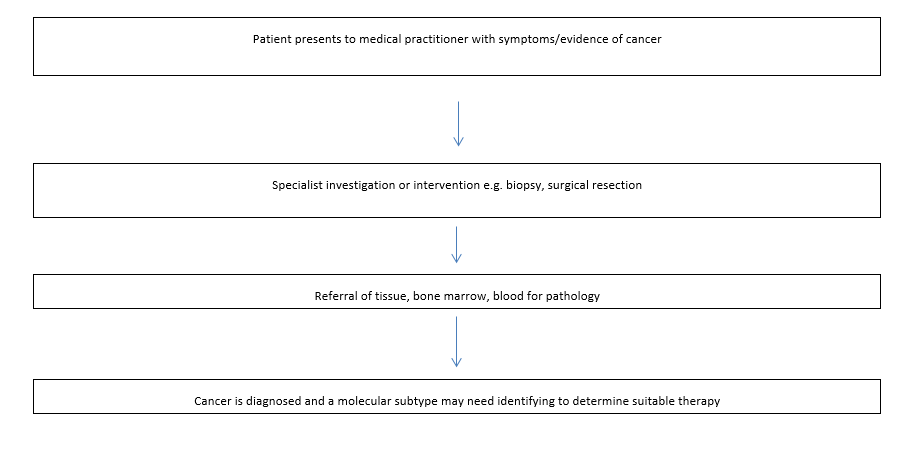 Patient presents to medical practitioner with symptoms/evidence of cancer
Specialist investigation or intervention e.g. biopsy, surgical resection
Referral of tissue, bone marrow, blood for pathology
Cancer is diagnosed and a molecular subtype may need identifying to determine suitable therapy